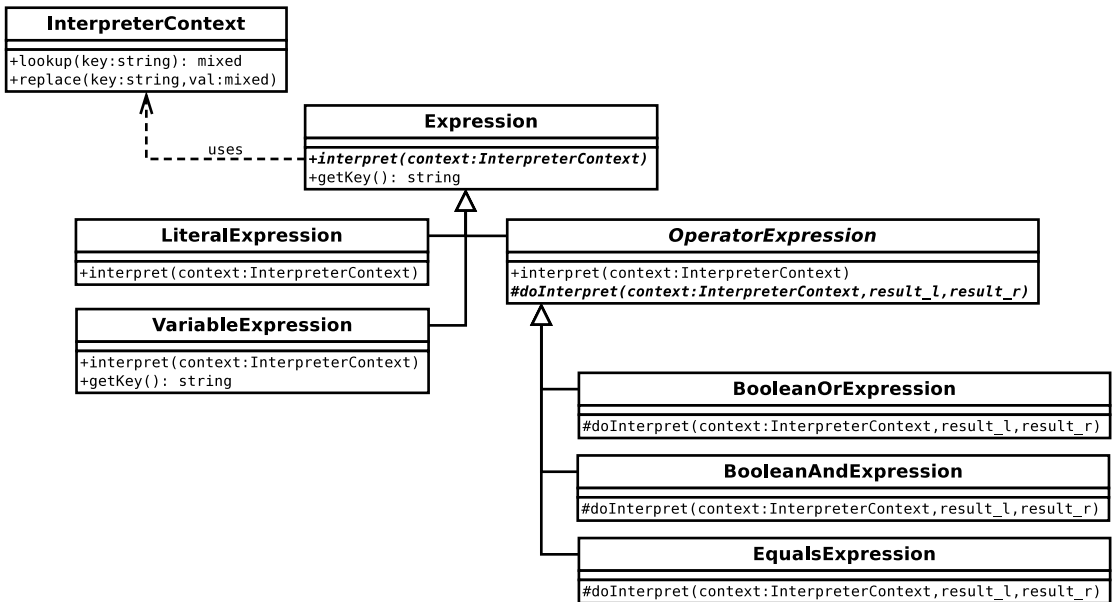 InterpreterContext
+lookup(key:string): mixed
+replace(key:string,val:mixed)
Expression
uses
+interpret(context:InterpreterContext)
+getKey(): string
LiteralExpression
+interpret(context:InterpreterContext)
OperatorExpression
+interpret(context:InterpreterContext)
#doInterpret(context:InterpreterContext,result_l,result_r)
VariableExpression
+interpret(context:InterpreterContext)
+getKey(): string
BooleanOrExpression
#doInterpret(context:InterpreterContext,result_l,result_r)
BooleanAndExpression
#doInterpret(context:InterpreterContext,result_l,result_r)
EqualsExpression
#doInterpret(context:InterpreterContext,result_l,result_r)